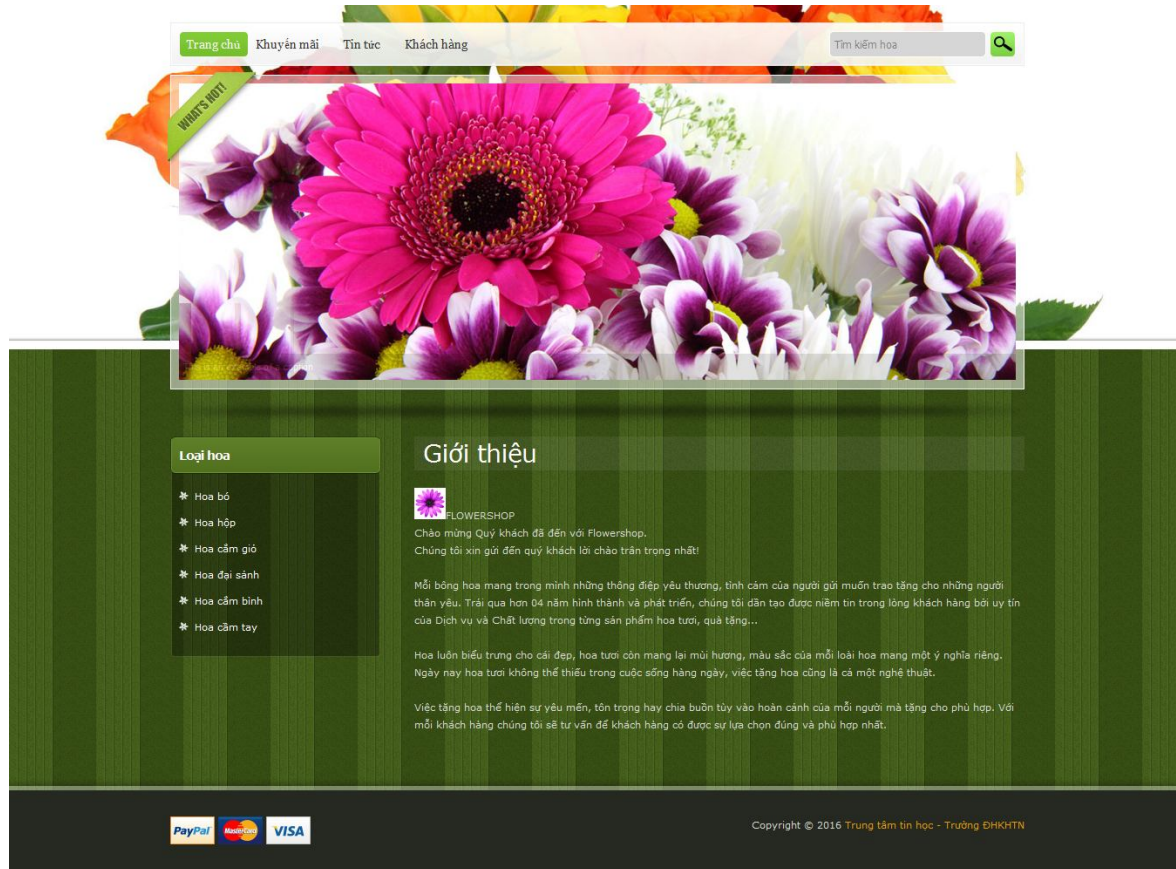 Trang chủ Khuyến mãi Tin tức Khách hàng Tìm kiếm hoa
WHAT'S HOT!
Loại hoa
Hoa bó
Hoa hộp
Hoa cắm giỏ
Hoa đại sảnh
Hoa cắm bình
Hoa cầm tay
Giới thiệu
FLOWERSHOP
Chào mừng Quý khách đã đến với Flowershop.
Chúng tôi xin gửi đến quý khách lời chào trân trọng nhất!
Mỗi bông hoa mang trong mình những thông điệp yêu thương, tình cảm của người gửi muốn trao tặng cho những người
thân yêu. Trải qua hơn 04 năm hình thành và phát triển, chúng tôi dần tạo được niềm tin trong lòng khách hàng bởi uy tín
của Dịch vụ và Chất lượng trong từng sản phẩm hoa tươi, quà tặng...
Hoa luôn biểu trưng cho cái đẹp, hoa tươi còn mang lại mùi hương, màu sắc của mỗi loài hoa mang một ý nghĩa riêng.
Ngày nay hoa tươi không thể thiếu trong cuộc sống hàng ngày, việc tặng hoa cũng là cả một nghệ thuật.
Việc tặng hoa thể hiện sự yêu mến, tôn trọng hay chia buồn tùy vào hoàn cảnh của mỗi người mà tặng cho phù hợp. Với
mỗi khách hàng chúng tôi sẽ tư vấn để khách hàng có được sự lựa chọn đúng và phù hợp nhất.
PayPal MasterCard VISA
Copyright © 2016 Trung tâm tin học - Trường ĐHKHTN